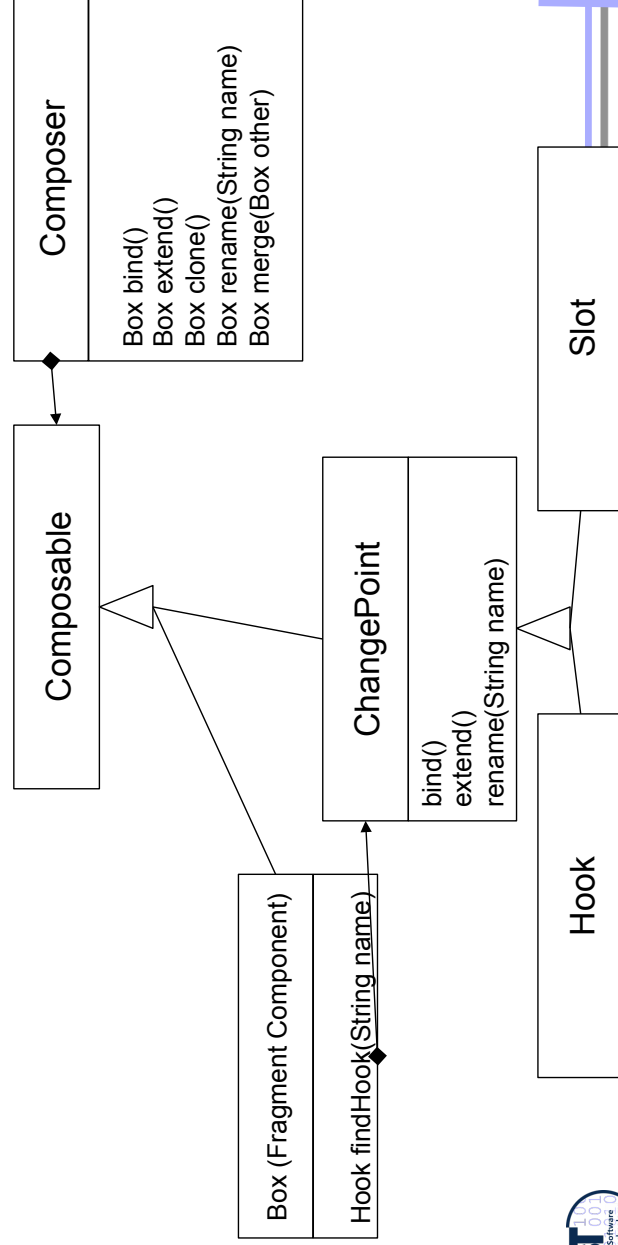 Composer
Box bind()
Box extend()
Box clone()
Box rename(String name)
Box merge(Box other)
Composable
ChangePoint
bind()
extend()
rename(String name)
Box (Fragment Component)
Hook findHook(String name)
Slot
Hook
T
Software